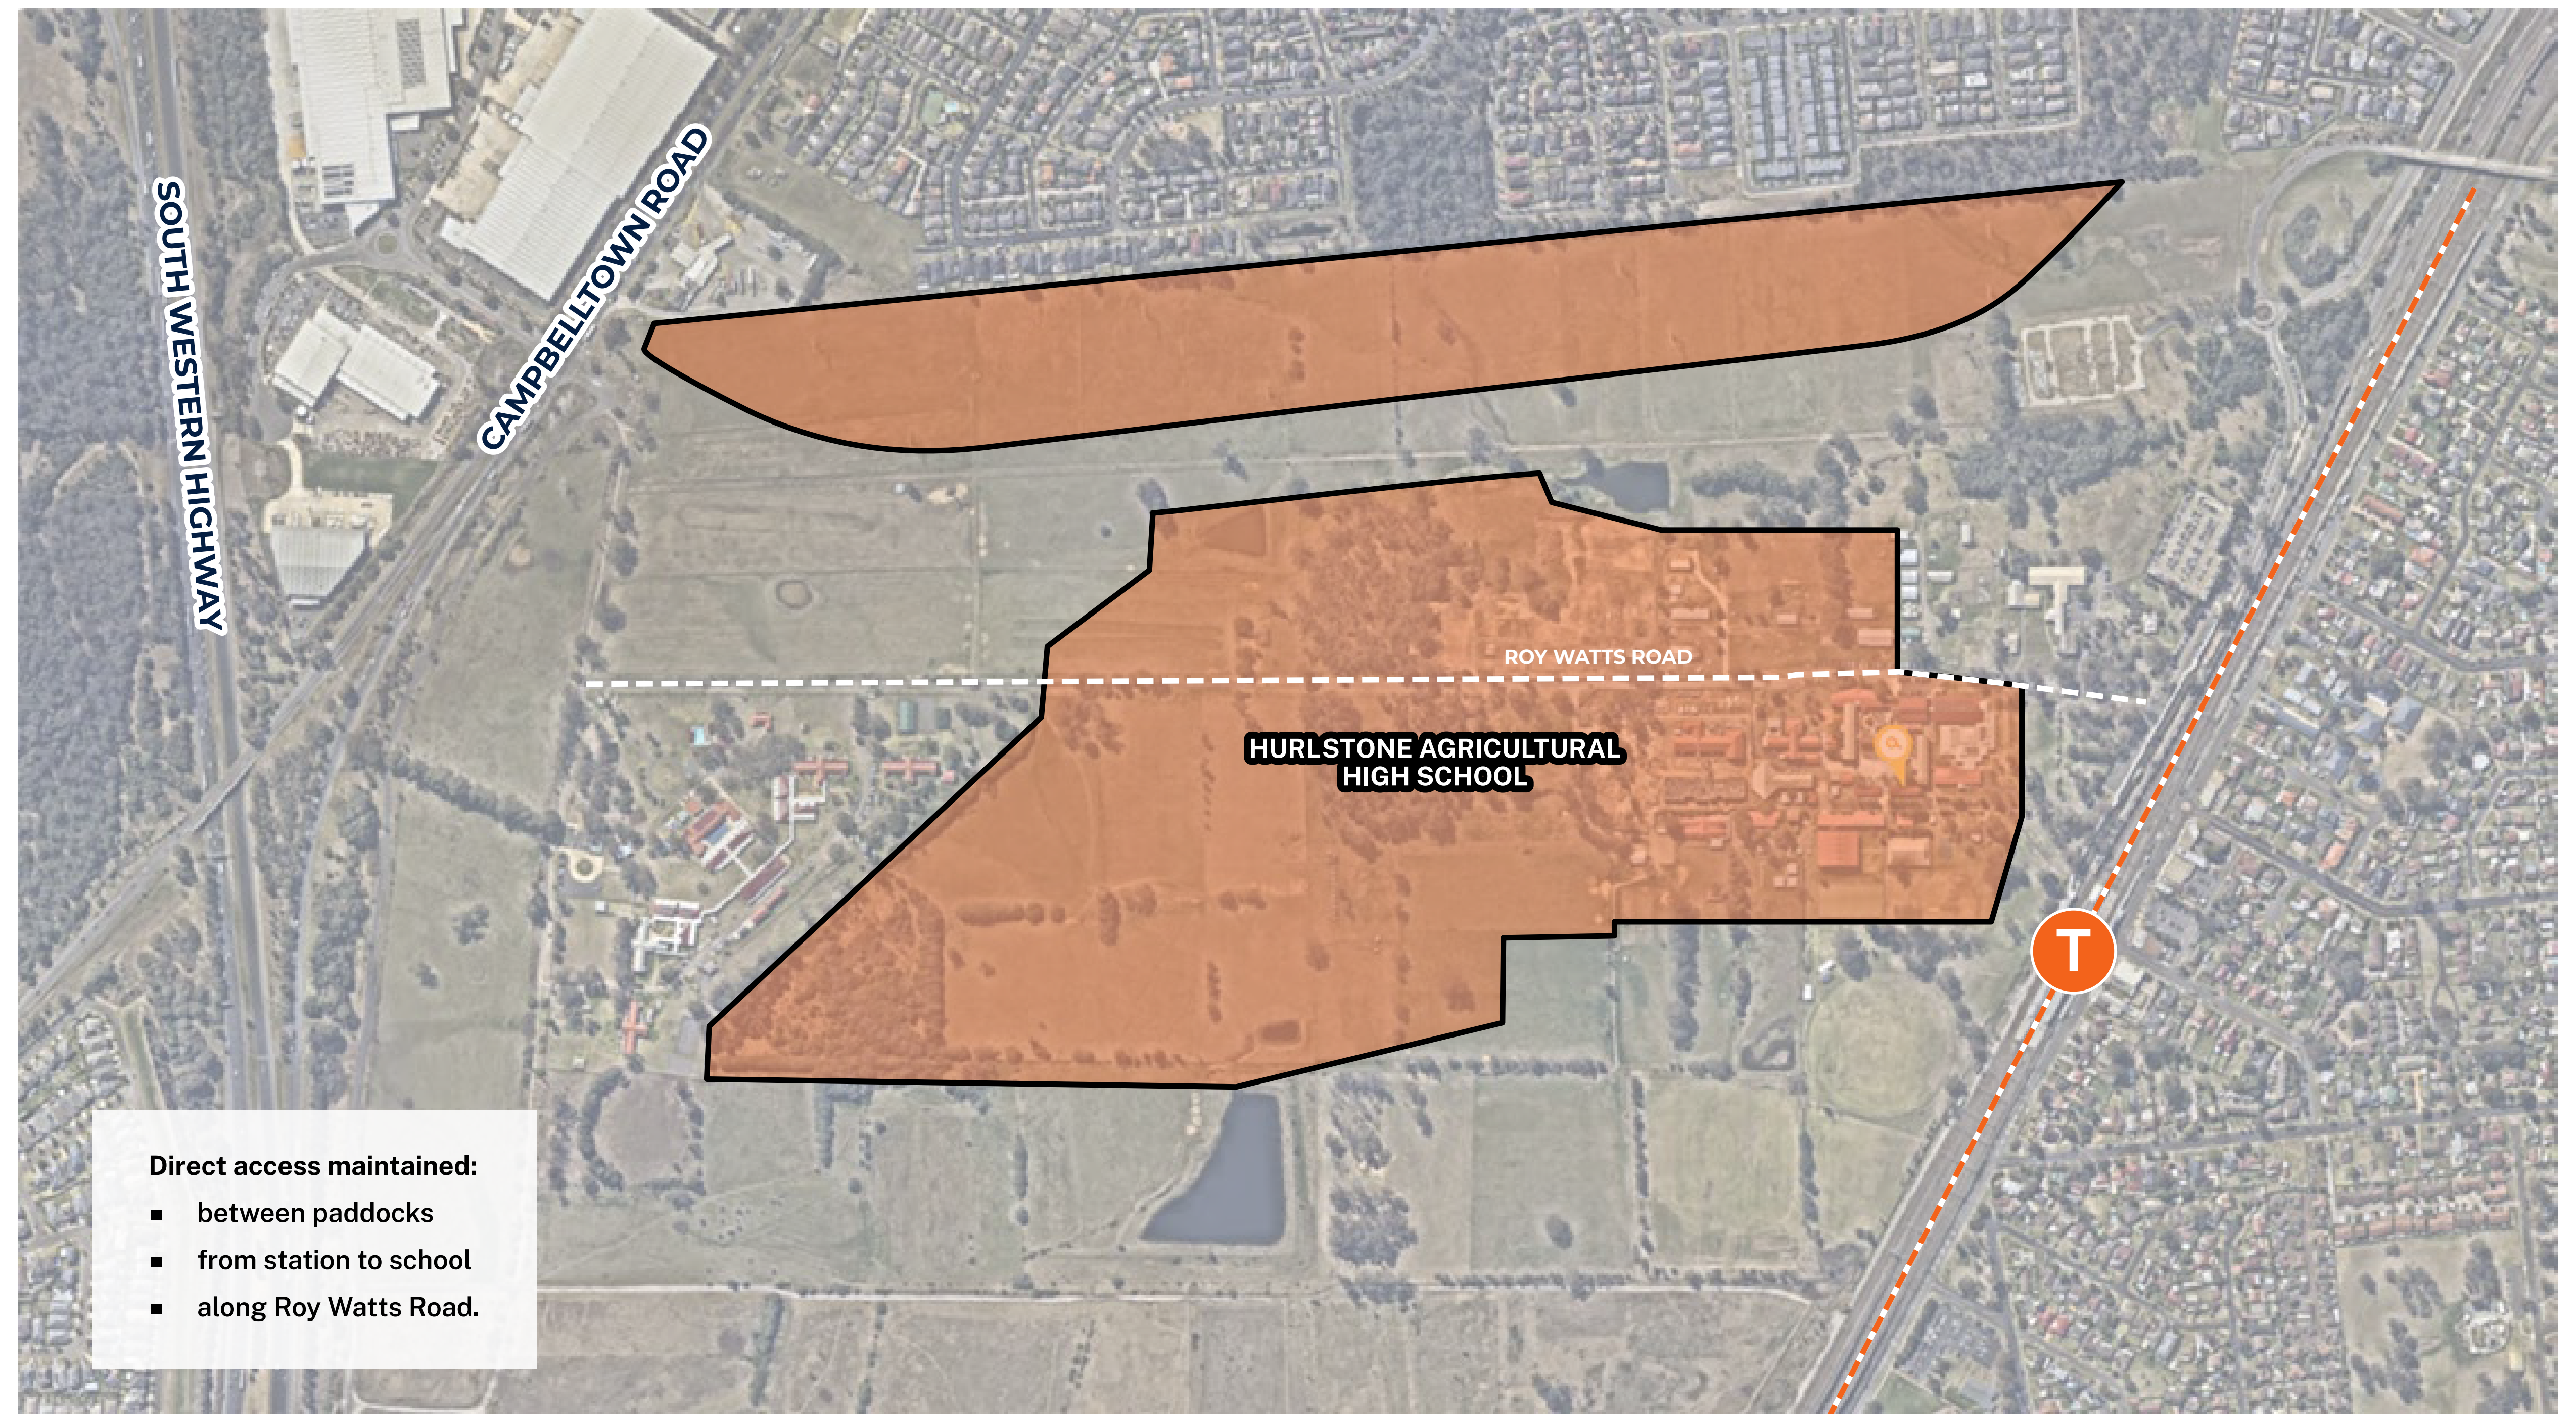 SOUTH WESTERN HIGHWAY
CAMPBELLTOWN ROAD
ROY WATTS ROAD
HURLSTONE AGRICULTURAL
HIGH SCHOOL
T
Direct access maintained:
▪ between paddocks
▪ from station to school
▪ along Roy Watts Road.